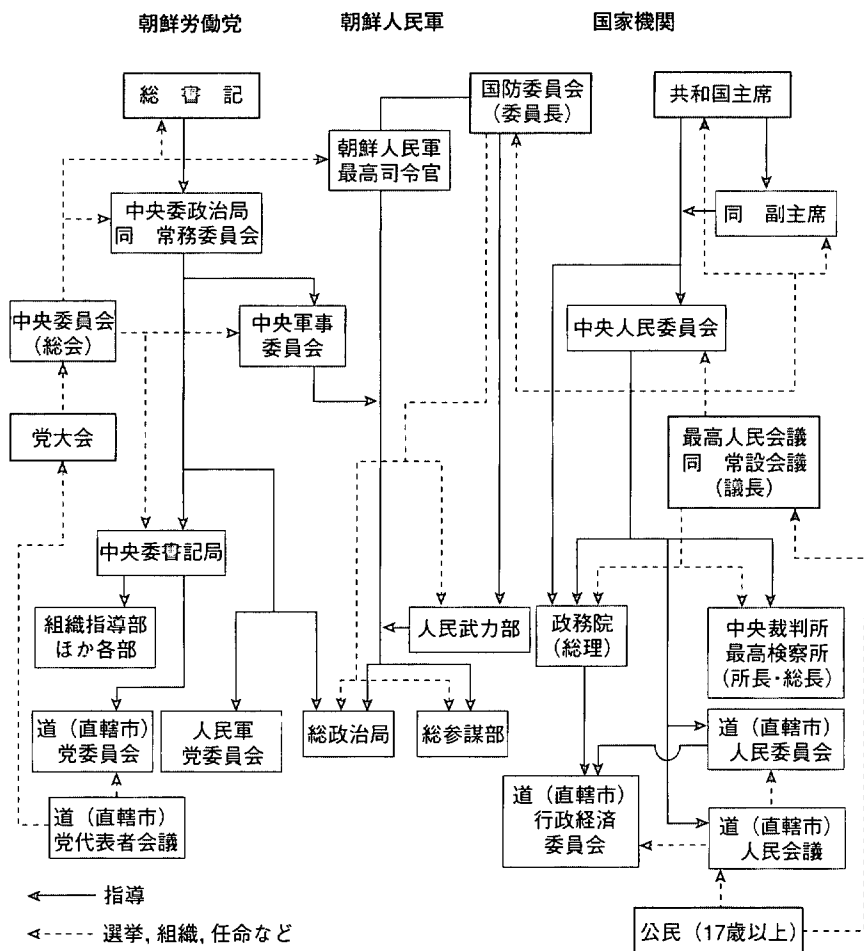 朝鮮労働党
朝鮮人民軍
国家機関
総書記
国防委員会
(委員長)
共和国主席
朝鮮人民軍
最高司令官
中央委政治局
同　常務委員会
同　副主席
中央委員会
(総会)
中央軍事
委員会
中央人民委員会
党大会
最高人民会議
同　常設会議
(議長)
中央委書記局
組織指導部
ほか各部
人民武力部
政務院
(総理)
中央裁判所
最高検察所
(所長・総長)
道（直轄市）
党委員会
人民軍
党委員会
総政治局
総参謀部
道（直轄市）
人民委員会
道（直轄市）
行政経済
委員会
道（直轄市）
党代表者会議
道（直轄市）
人民会議
指導
選挙, 組織, 任命など
公民（17歳以上）